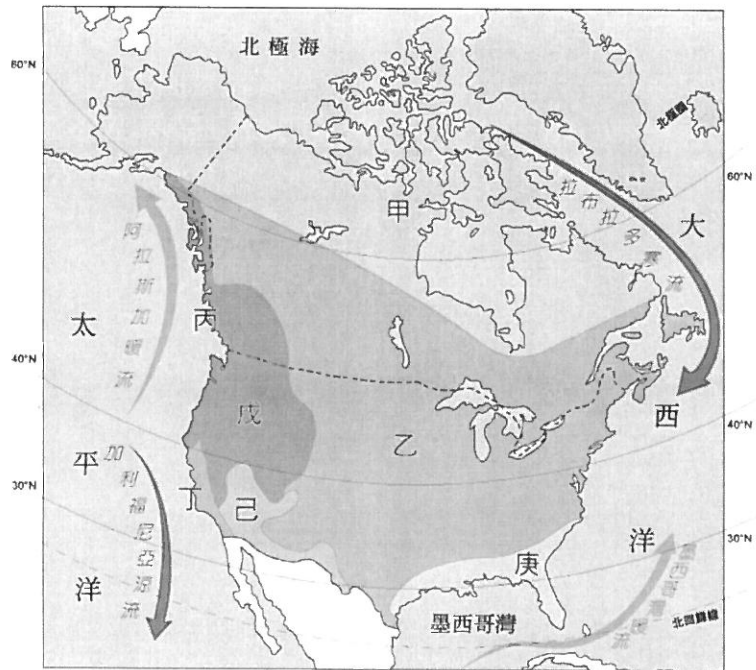 北極海
60°N
北極圈
60°N
甲
拉布拉多寒流
大
阿拉斯加暖流
太
丙
40°N
西
40°N
戊
乙
平
加利福尼亞涼流
30°N
丁
己
洋
30°N
庚
墨西哥灣暖流
洋
墨西哥灣
北回歸線